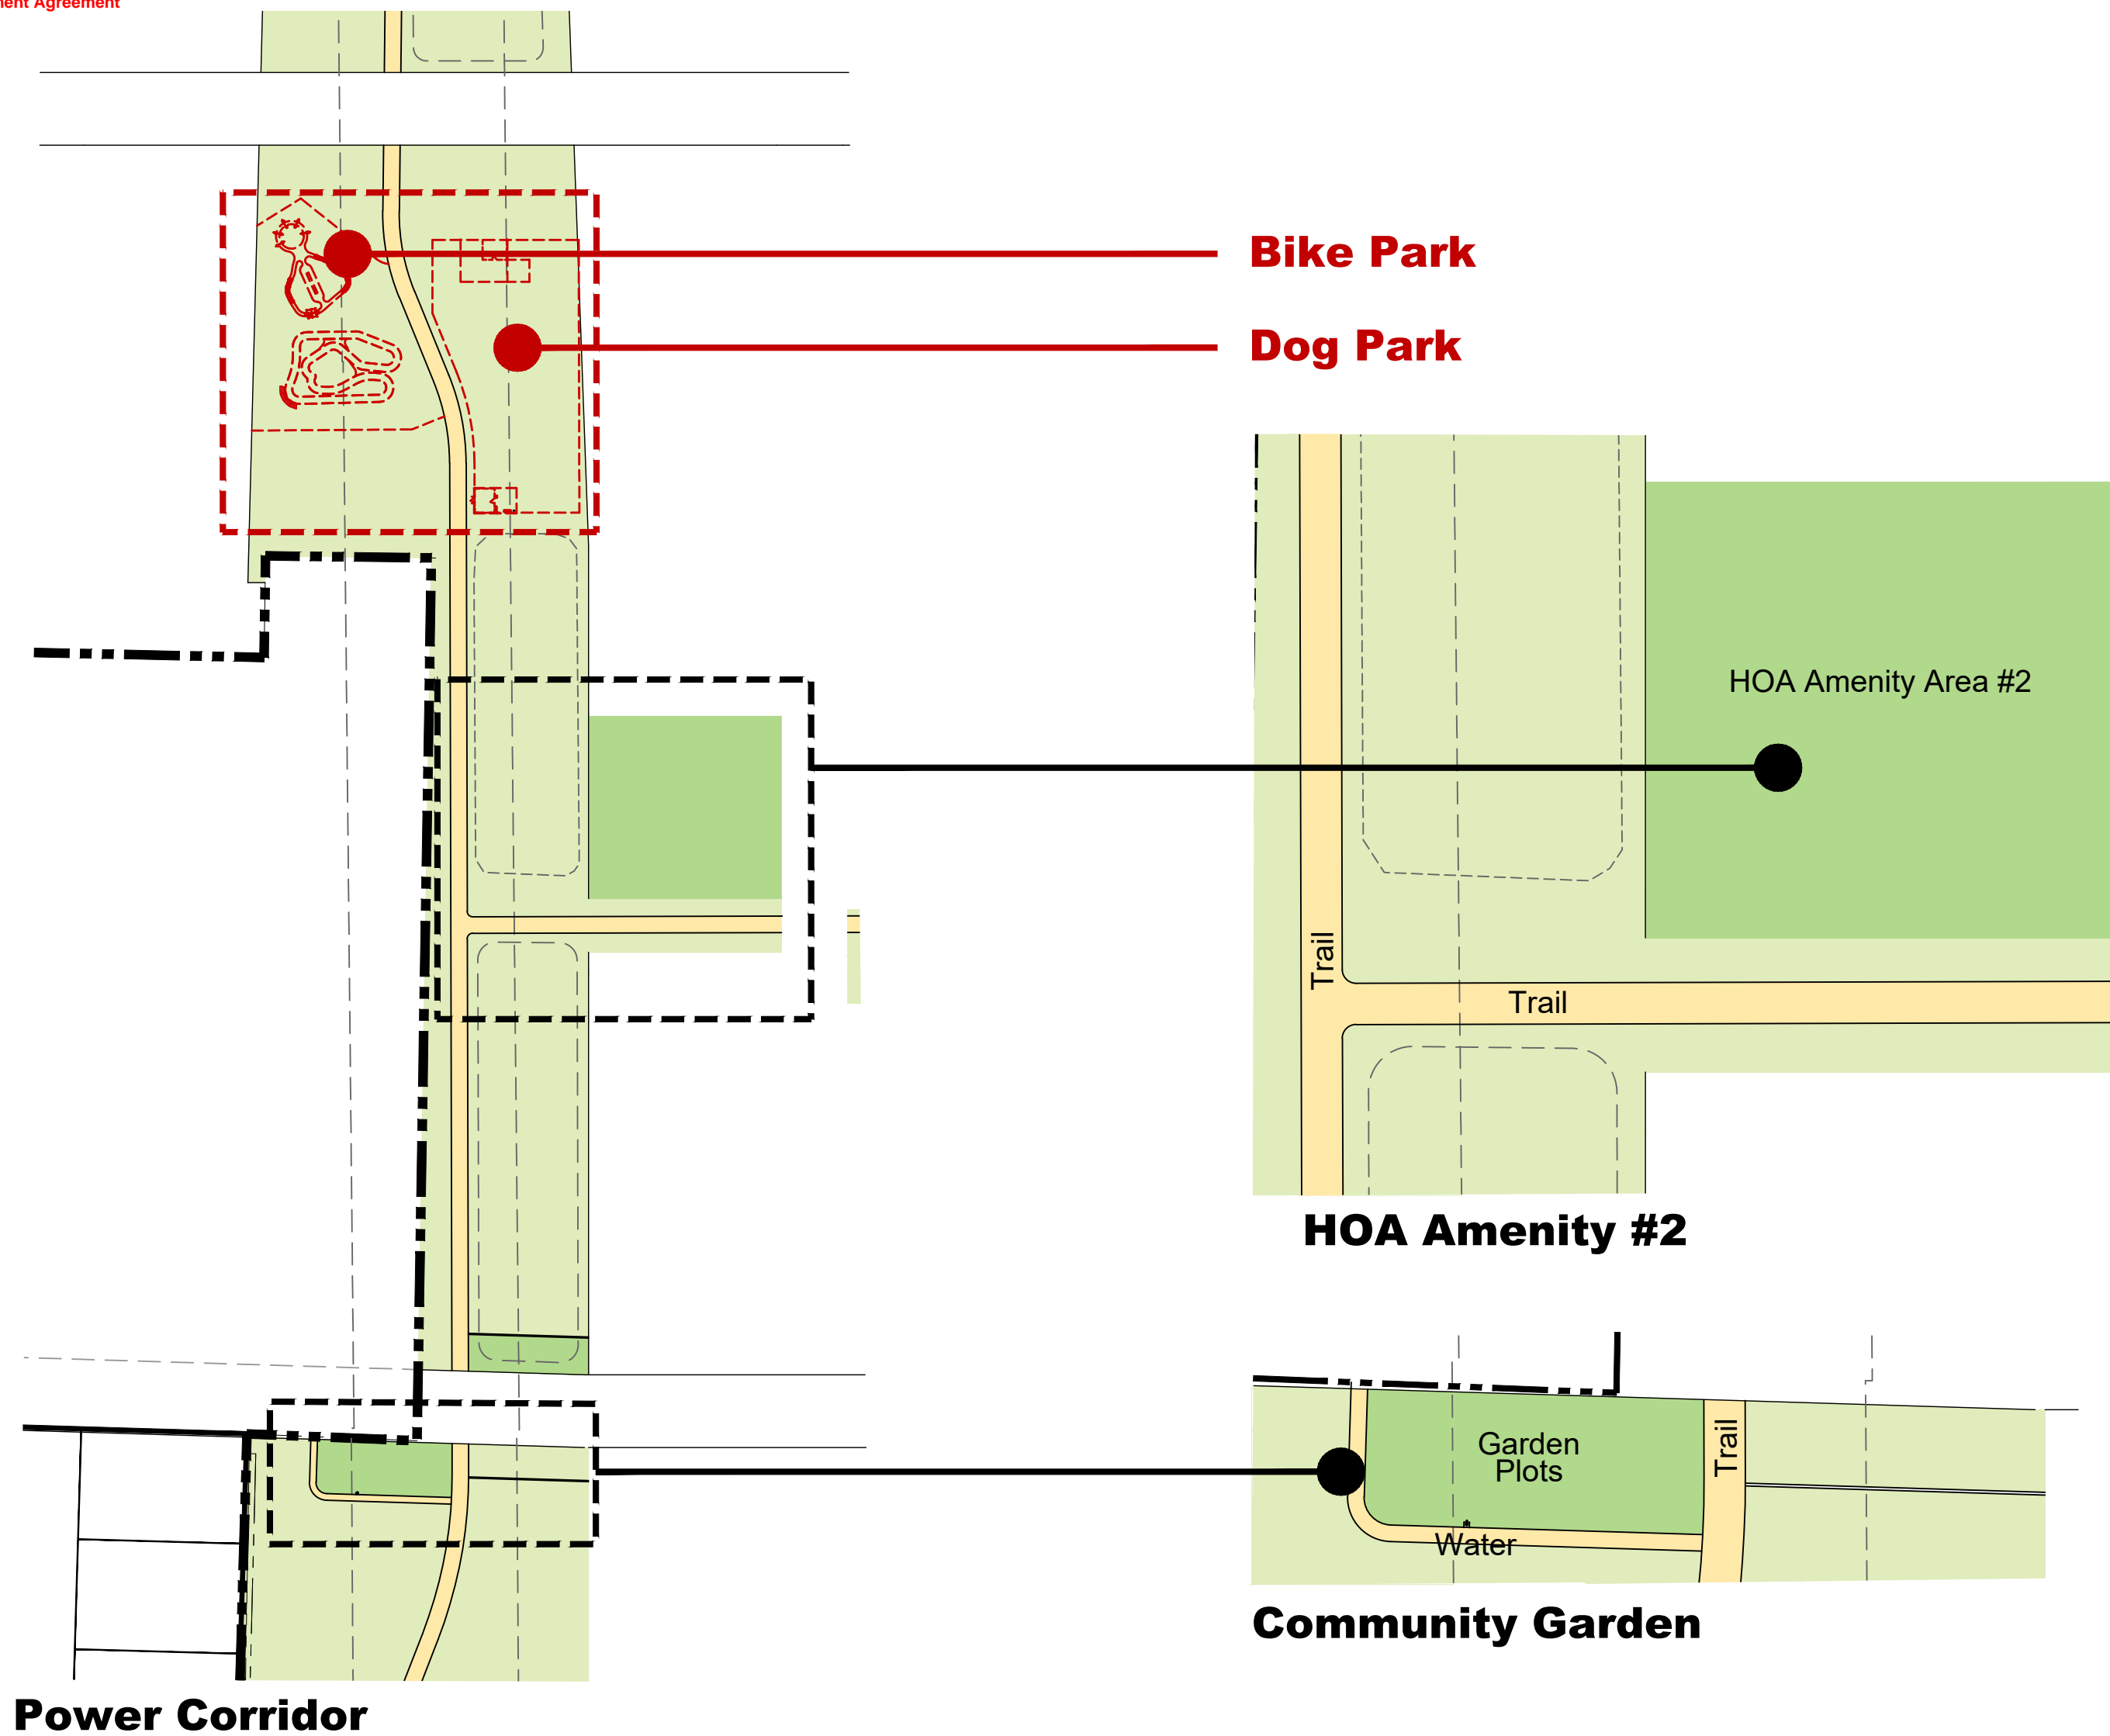 ment Agreement
Bike Park
Dog Park
HOA Amenity Area #2
Trail
Trail
HOA Amenity #2
Garden
Plots
Trail
Water
Community Garden
Power Corridor